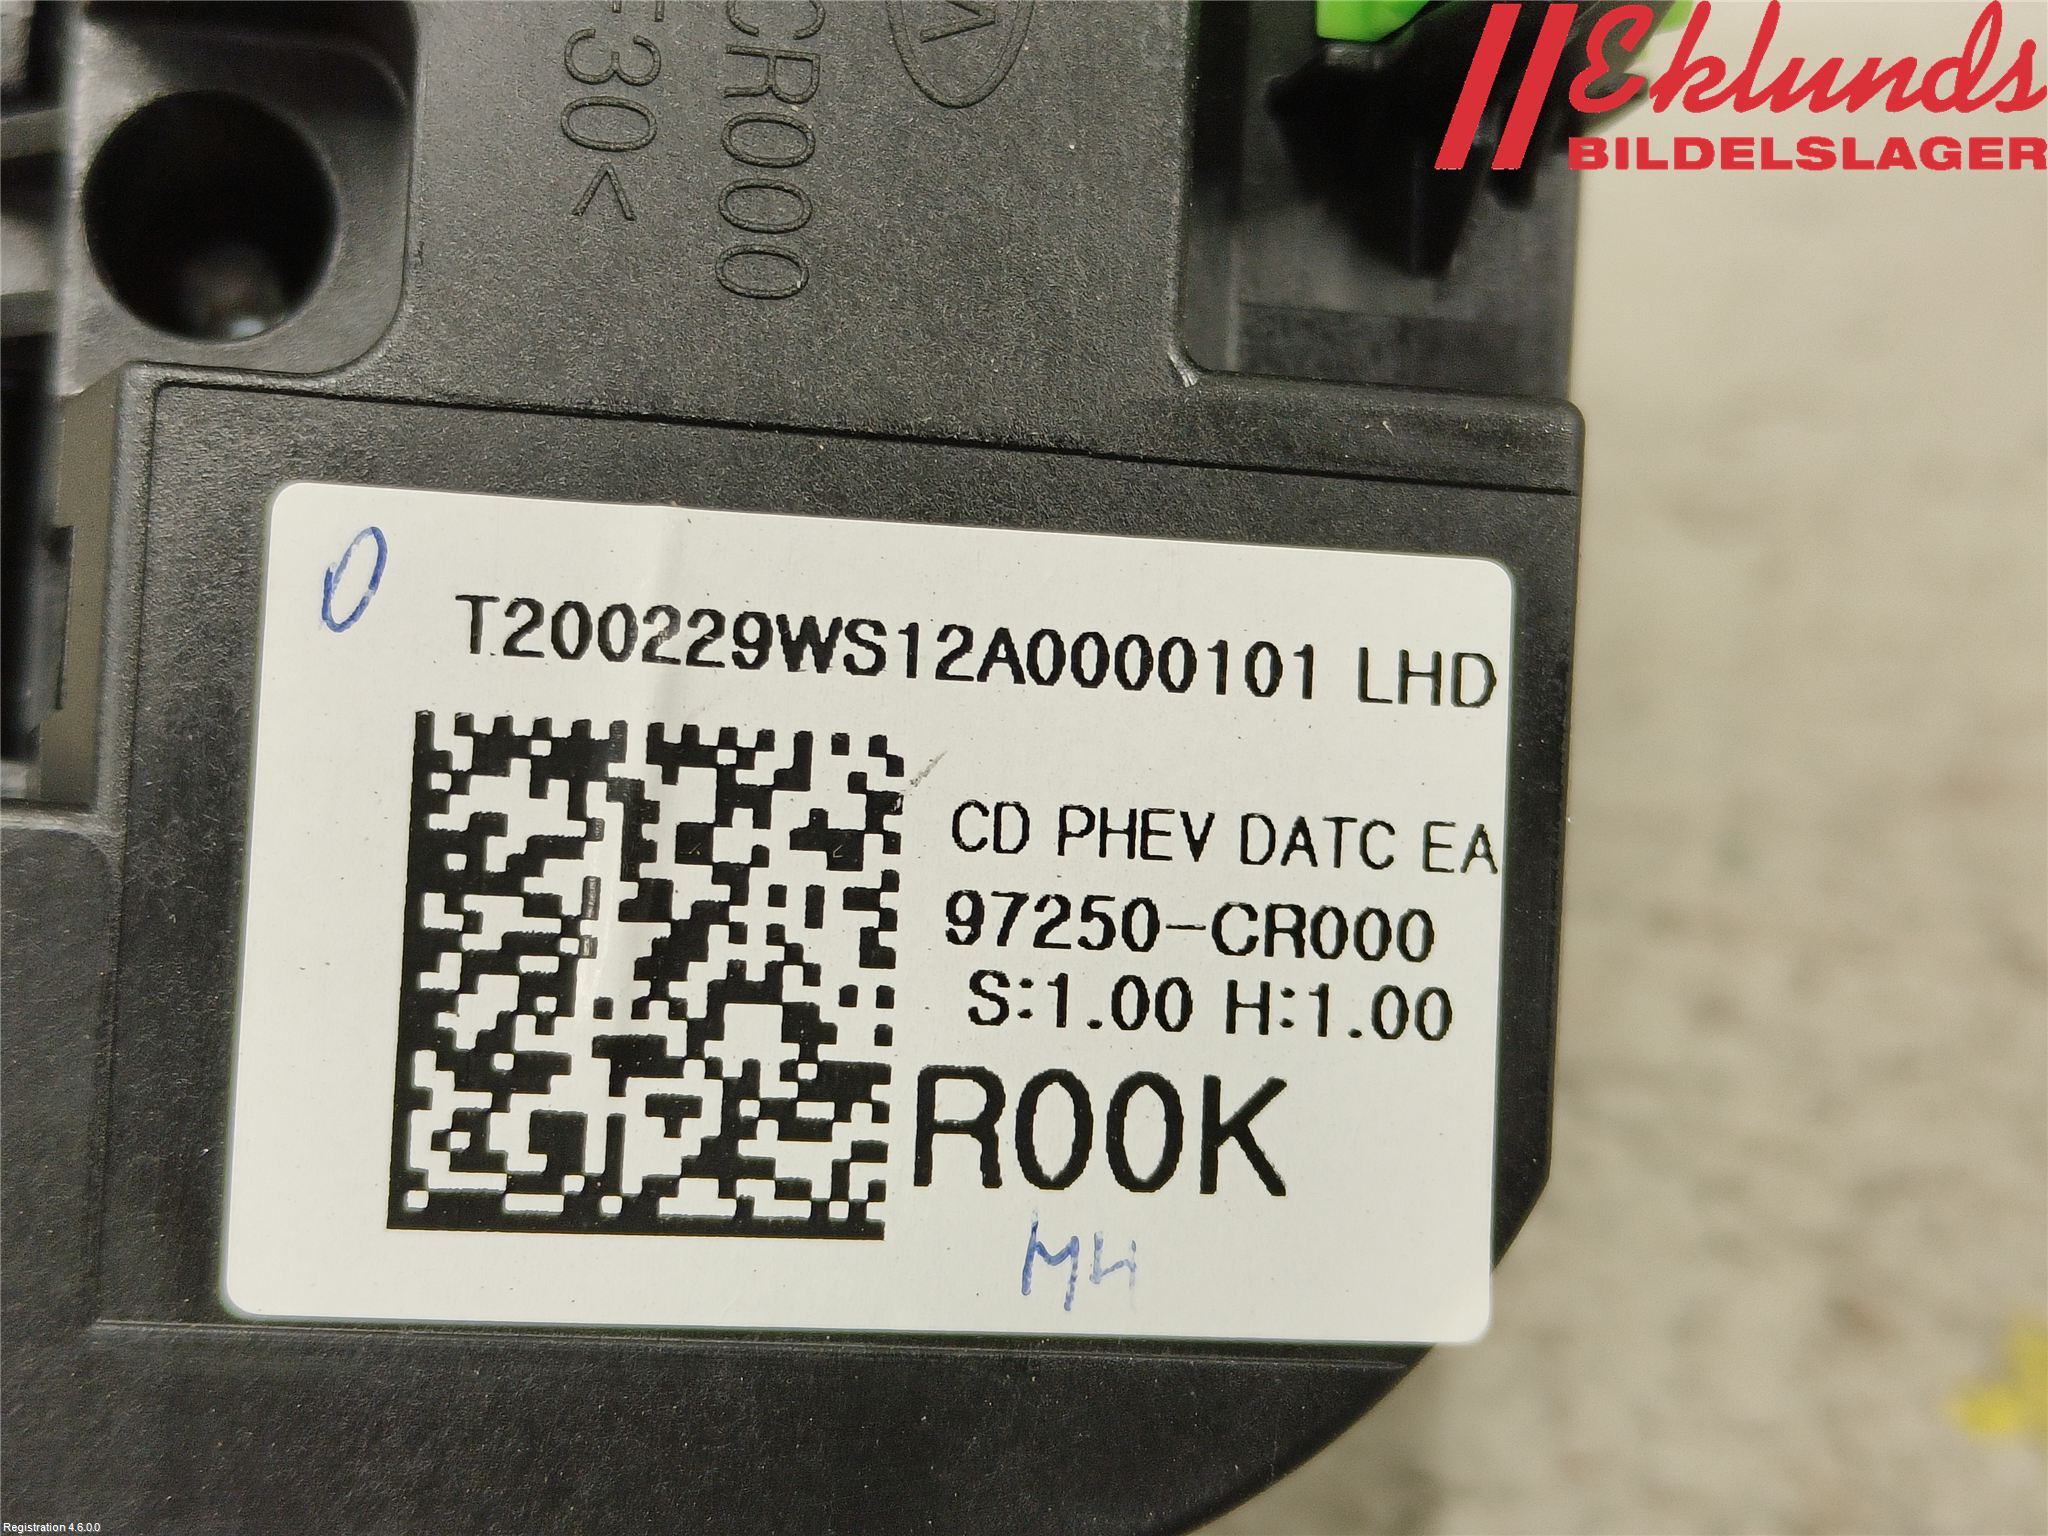 Eklunds
BILDELSLAGER
CR000
30<
0
T200229WS12A0000101 LHD
CD PHEV DATC EA
97250-CR000
S:1.00 H:1.00
R00K
MH
Registration 4.6.0.0